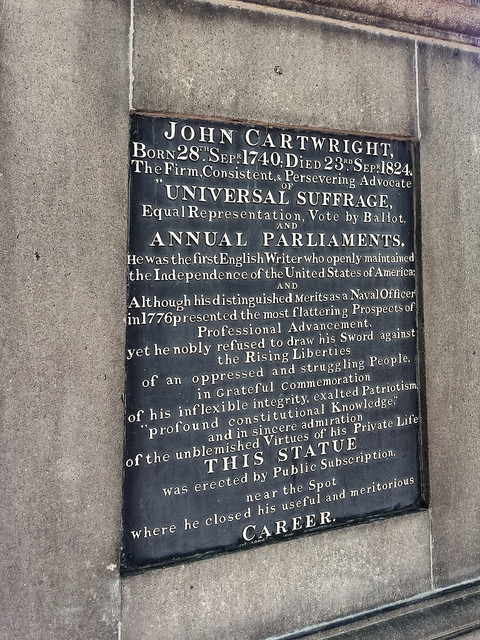 JOHN CARTWRIGHT,
BORN 28TH. SEPR. 1740; DIED 23RD. SEPR. 1824.
The Firm, Consistent, & Persevering Advocate
OF
"UNIVERSAL SUFFRAGE,
Equal Representation, Vote by Ballot,
AND
ANNUAL PARLIAMENTS.
He was the first English Writer who openly maintained
the Independence of the United States of America;
AND
Although his distinguished Merits as a Naval Officer
in 1776 presented the most flattering Prospects of
Professional Advancement,
yet he nobly refused to draw his Sword against
the Rising Liberties
of an oppressed and struggling People.
in Grateful Commemoration
of his inflexible integrity, exalted Patriotism,
"profound constitutional Knowledge,"
and in sincere admiration
of the unblemished Virtues of his Private Life
THIS STATUE
was erected by Public Subscription,
near the Spot
where he closed his useful and meritorious
CAREER.